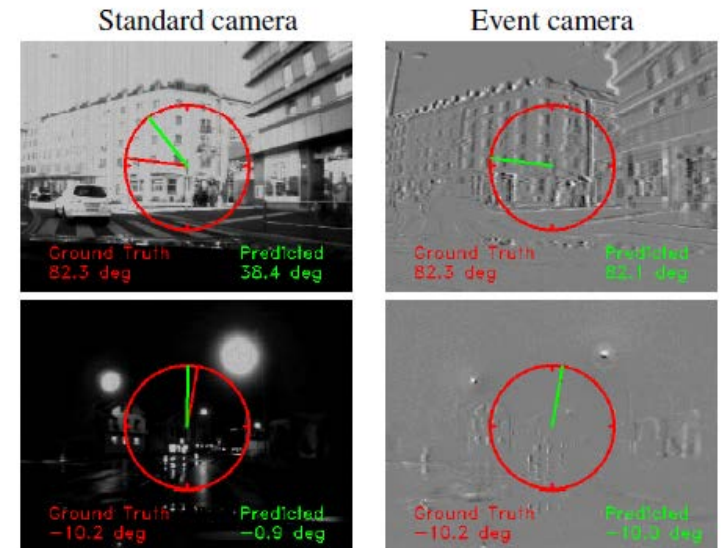 Standard camera
Event camera
Ground Truth
82.3 deg
Predicted
38.4 deg
Ground Truth
82.3 deg
Predicted
82.1 deg
Ground Truth
-10.2 deg
Predicted
-0.9 deg
Ground Truth
-10.2 deg
Predicted
-10.0 deg